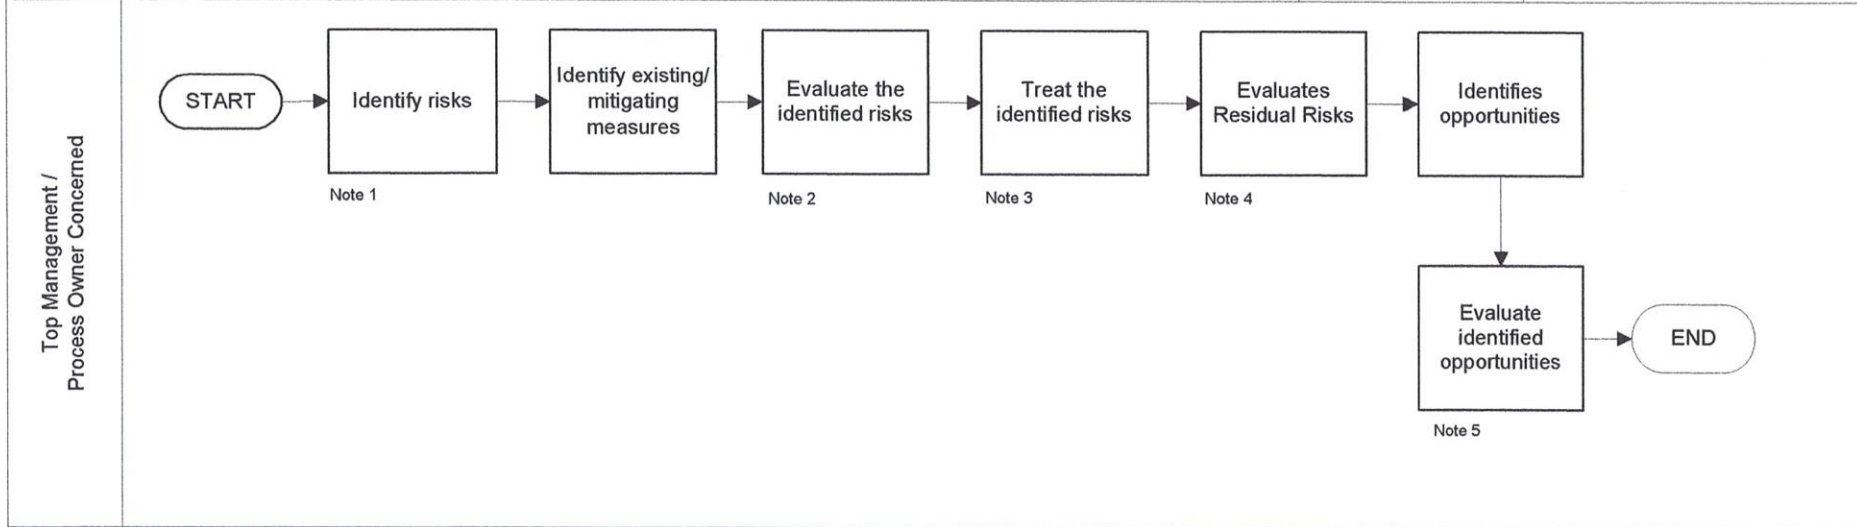 Top Management /
Process Owner Concerned
START
Identify risks
Note 1
Identify existing/
mitigating
measures
Evaluate the
identified risks
Note 2
Treat the
identified risks
Note 3
Evaluates
Residual Risks
Note 4
Identifies
opportunities
Evaluate
identified
opportunities
Note 5
END